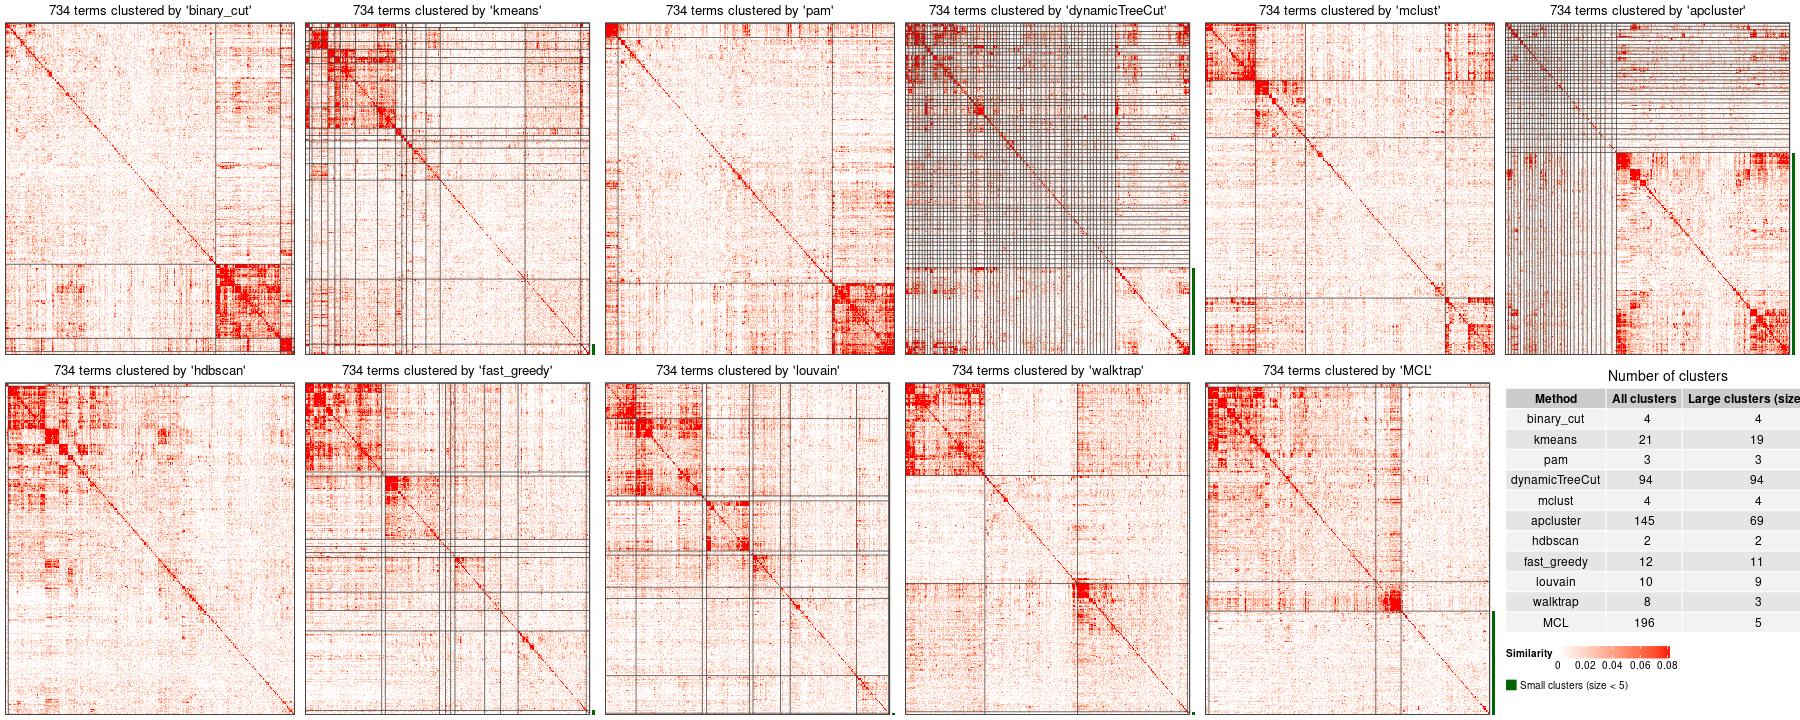 734 terms clustered by 'binary_cut'
734 terms clustered by 'kmeans'
734 terms clustered by 'pam'
734 terms clustered by 'dynamicTreeCut'
734 terms clustered by 'mclust'
734 terms clustered by 'apcluster'
734 terms clustered by 'hdbscan'
734 terms clustered by 'fast_greedy'
734 terms clustered by 'louvain'
734 terms clustered by 'walktrap'
734 terms clustered by 'MCL'
Number of clusters
Method All clusters Large clusters (size
binary_cut 4 4
kmeans 21 19
pam 3 3
dynamicTreeCut 94 94
mclust 4 4
apcluster 145 69
hdbscan 2 2
fast_greedy 12 11
louvain 10 9
walktrap 8 3
MCL 196 5
Similarity
0 0.02 0.04 0.06 0.08
Small clusters (size < 5)